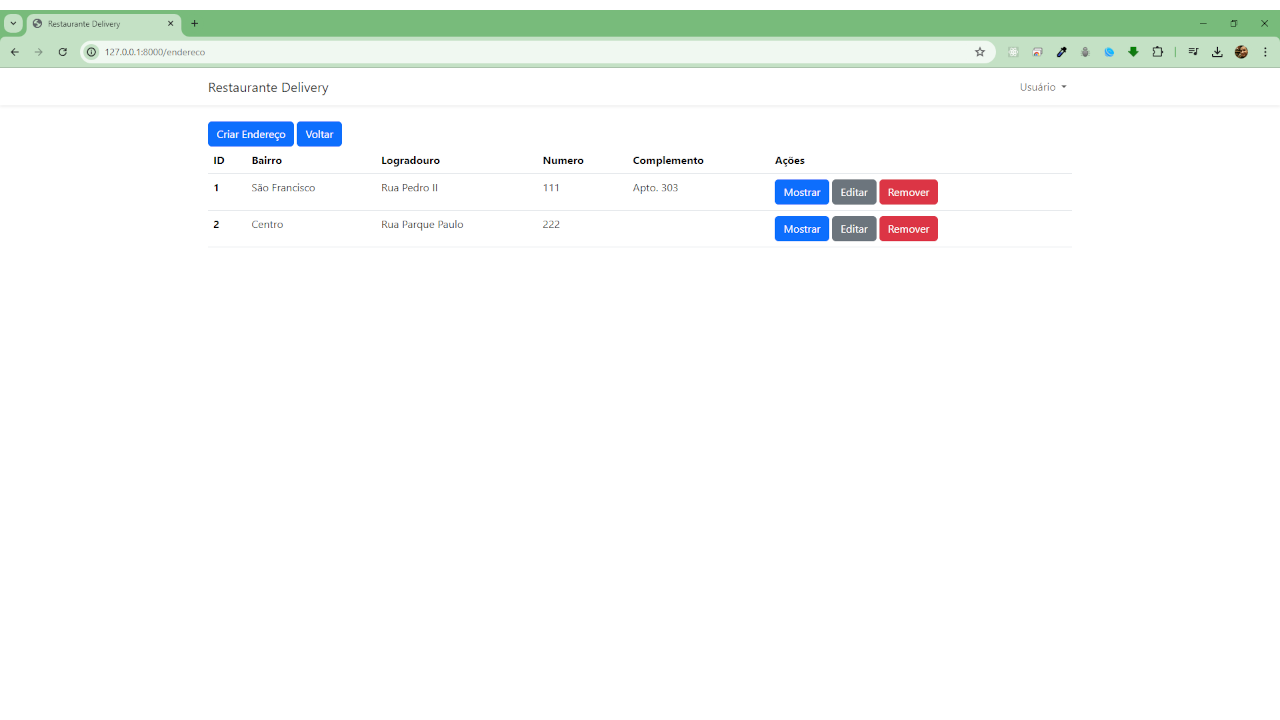 Restaurante Delivery
127.0.0.1:8000/endereco
Restaurante Delivery Usuário
Criar Endereço Voltar
ID Bairro Logradouro Numero Complemento Ações
1 São Francisco Rua Pedro II 111 Apto. 303 Mostrar Editar Remover
2 Centro Rua Parque Paulo 222 Mostrar Editar Remover